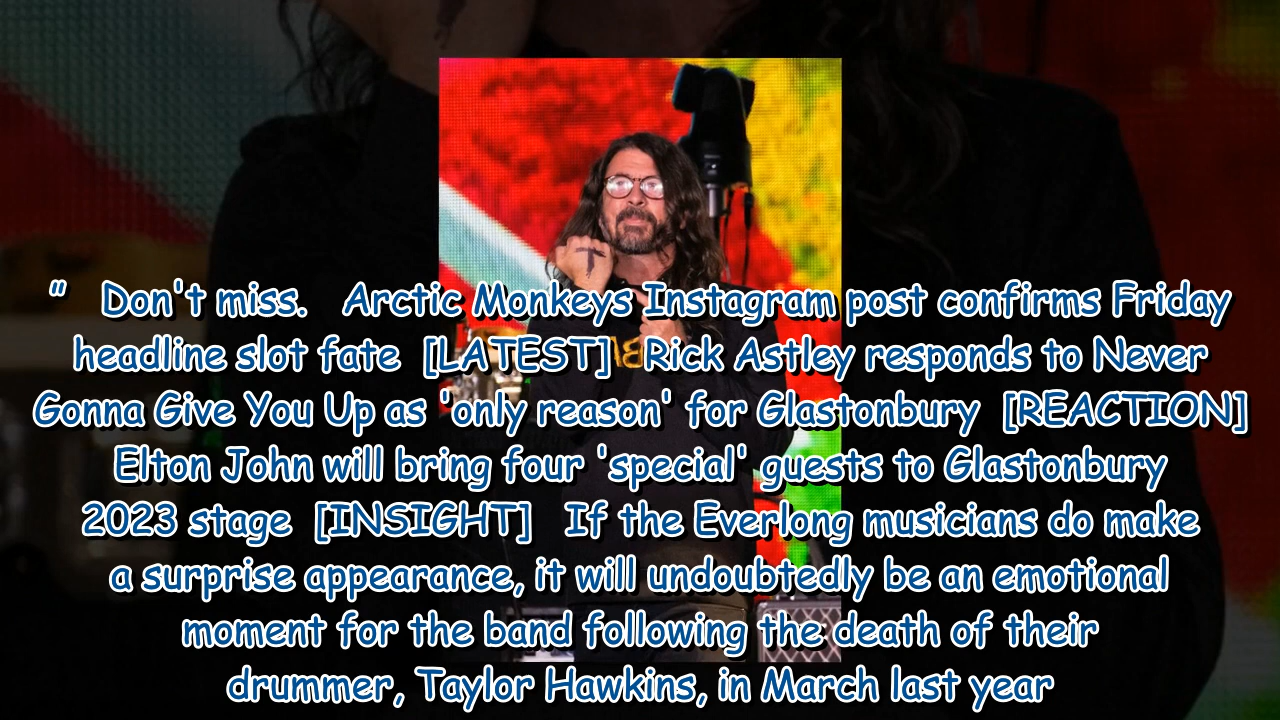 ” Don't miss. Arctic Monkeys Instagram post confirms Friday
headline slot fate [LATEST] Rick Astley responds to Never
Gonna Give You Up as 'only reason' for Glastonbury [REACTION]
Elton John will bring four 'special' guests to Glastonbury
2023 stage [INSIGHT] If the Everlong musicians do make
a surprise appearance, it will undoubtedly be an emotional
moment for the band following the death of their
drummer, Taylor Hawkins, in March last year